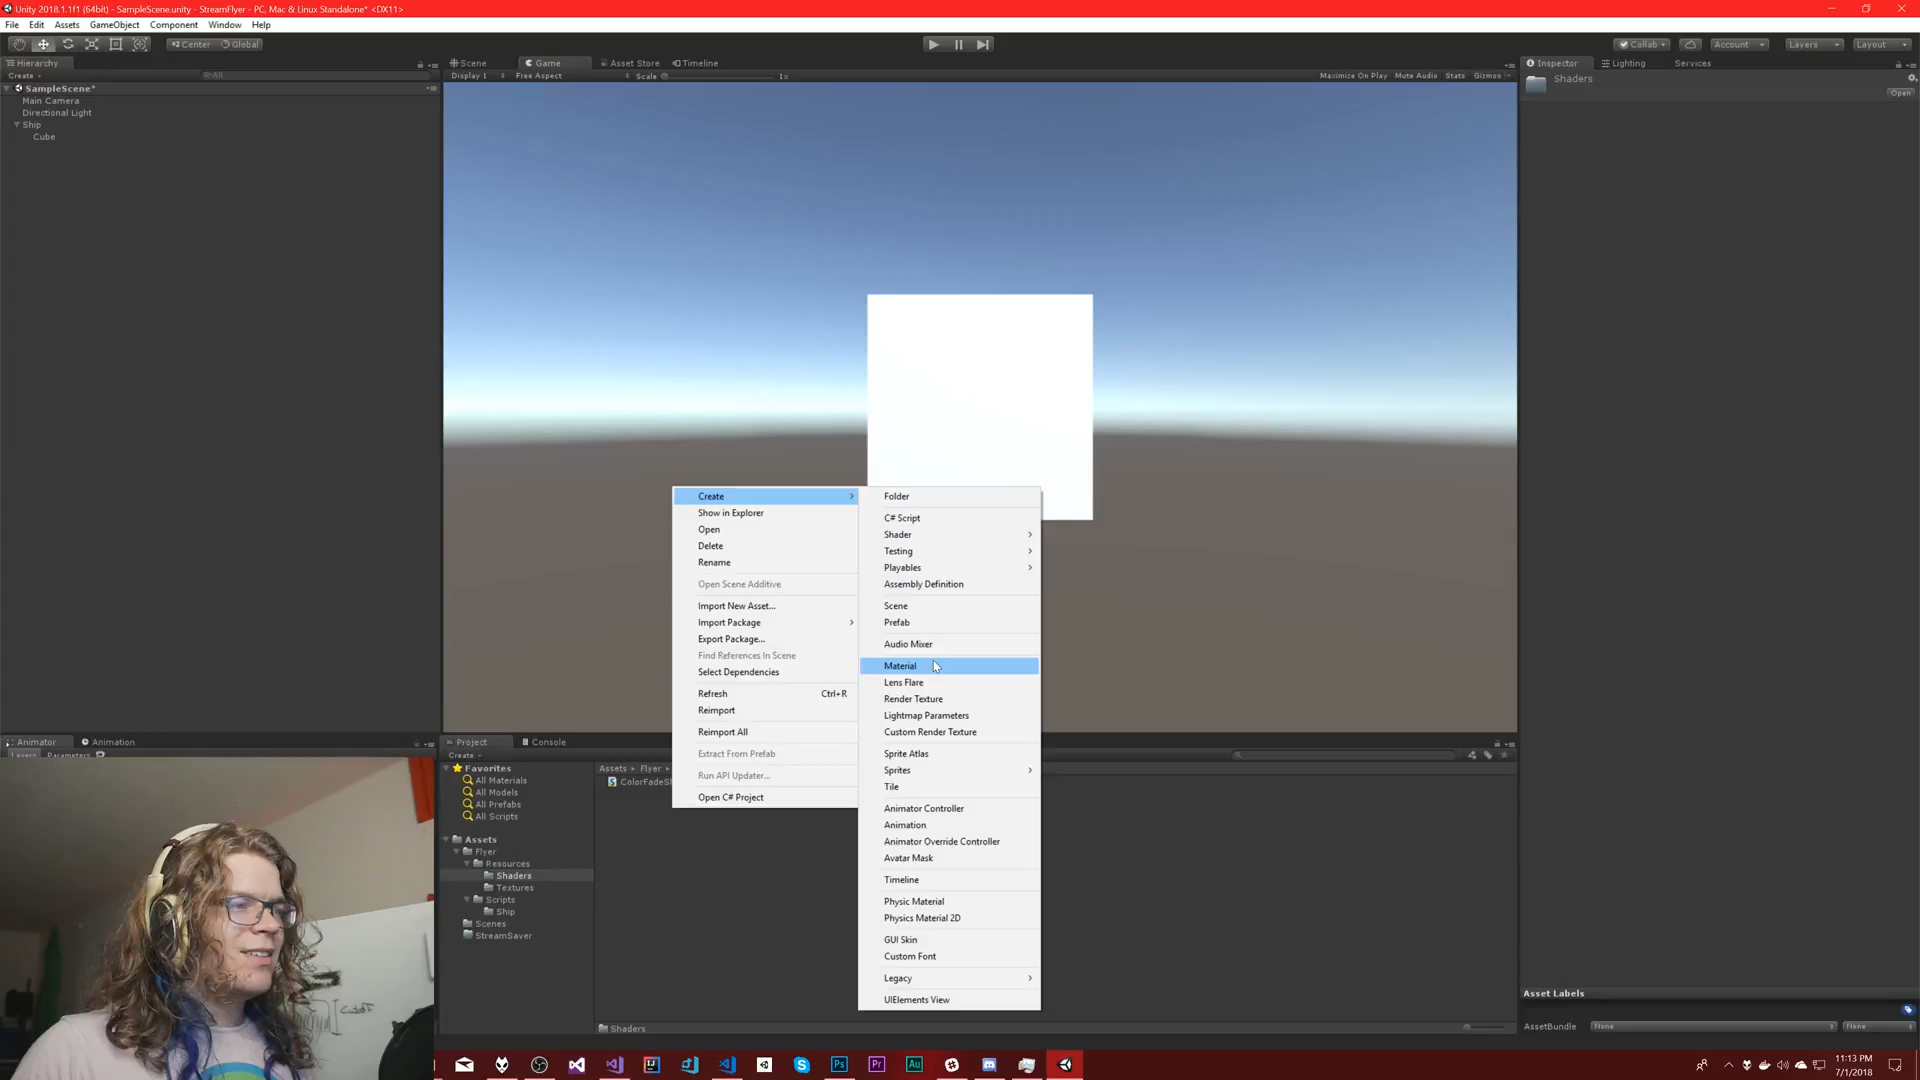 Unity 2018.1.1f1 (64bit) - SampleScene.unity - StreamFlyer - PC, Mac & Linux Standalone* <DX11>
File Edit Assets GameObject Component Window Help
Center Global
Collab Account Layers Layout
Hierarchy
Create All
SampleScene*
Main Camera
Directional Light
Ship
Cube
Scene Game Asset Store Timeline
Display 1 Free Aspect Scale 1x Maximize On Play Mute Audio Stats Gizmos
Inspector Lighting Services
Shaders
Open
Create
Show in Explorer
Open
Delete
Rename
Open Scene Additive
Import New Asset...
Import Package
Export Package...
Find References In Scene
Select Dependencies
Refresh Ctrl+R
Reimport
Reimport All
Extract From Prefab
Run API Updater...
Open C# Project
Folder
C# Script
Shader
Testing
Playables
Assembly Definition
Scene
Prefab
Audio Mixer
Material
Lens Flare
Render Texture
Lightmap Parameters
Custom Render Texture
Sprite Atlas
Sprites
Tile
Animator Controller
Animation
Animator Override Controller
Avatar Mask
Timeline
Physic Material
Physics Material 2D
GUI Skin
Custom Font
Legacy
UIElements View
Animator Animation
Layers Parameters
Project Console
Create
Favorites
All Materials
All Models
All Prefabs
All Scripts
Assets
Flyer
Resources
Shaders
Textures
Scripts
Ship
Scenes
StreamSaver
Assets Flyer
Shaders
Asset Labels
AssetBundle None None
11:13 PM
7/1/2018